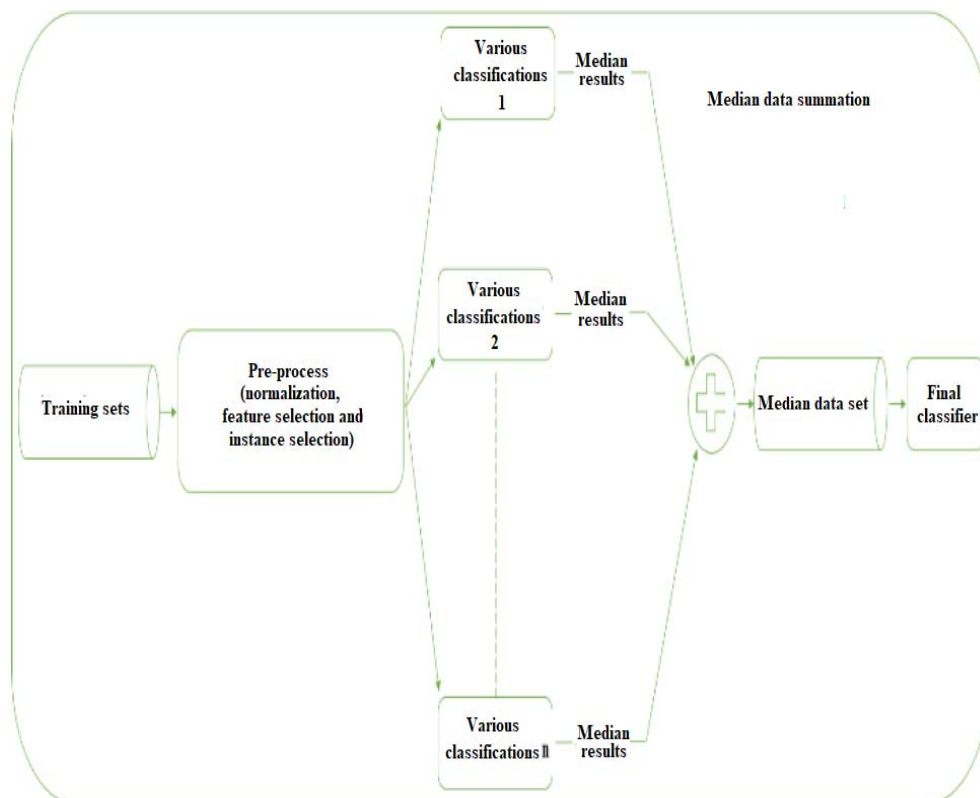 Various
classifications
1
Median
results
Median data summation
Various
classifications
2
Median
results
Training sets
Pre-process
(normalization,
feature selection and
instance selection)
Median data set
Final
classifier
Various
classifications n
Median
results